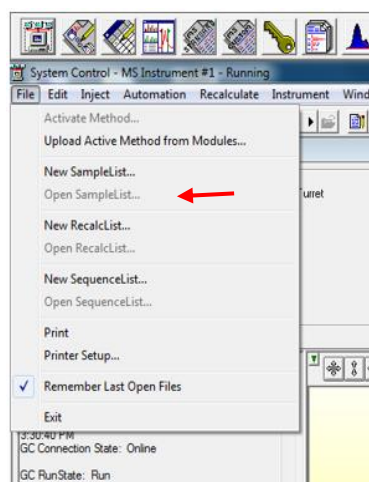 System Control - MS Instrument #1 - Running
File Edit Inject Automation Recalculate Instrument Wind
Activate Method...
Upload Active Method from Modules...
New SampleList...
Open SampleList...
urret
New RecalcList...
Open RecalcList...
New SequenceList...
Open SequenceList...
Print
Printer Setup...
Remember Last Open Files
Exit
3:30:40 PM
GC Connection State: Online
GC RunState: Run